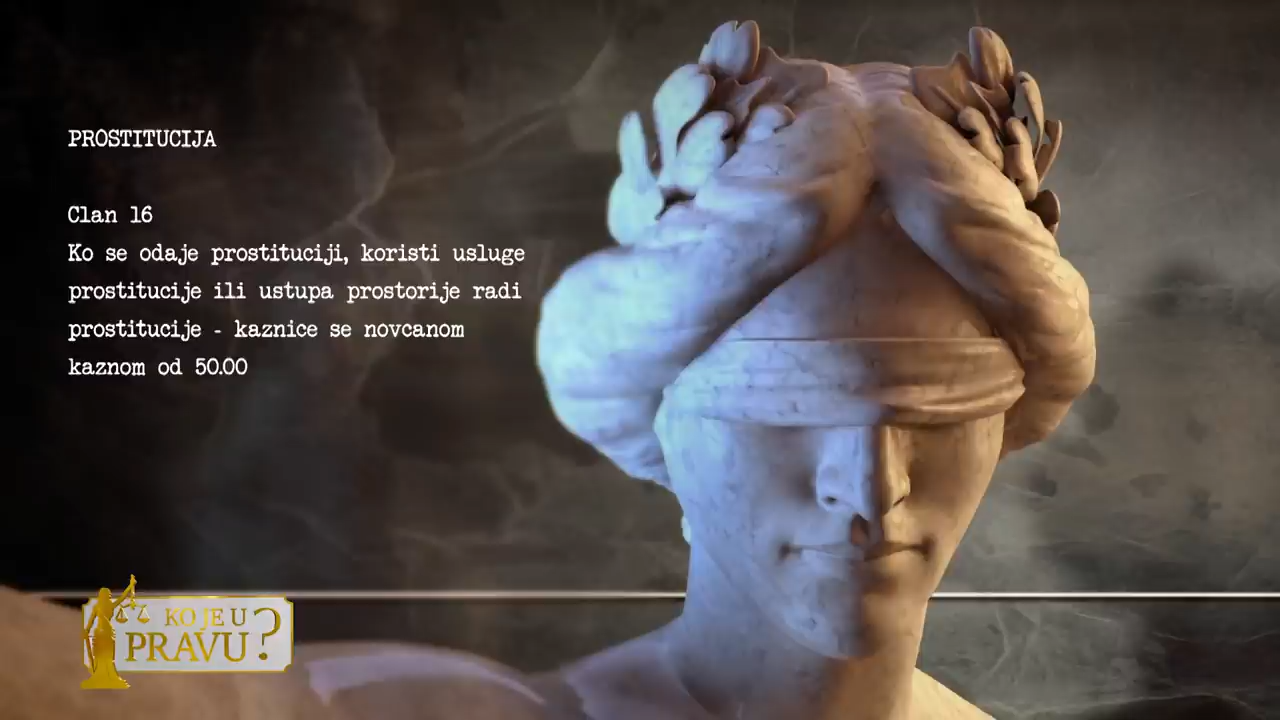 PROSTITUCIJA
Clan 16
Ko se odaje prostituciji, koristi usluge
prostitucije ili ustupa prostorije radi
prostitucije - kaznice se novcanom
kaznom od 50.00
KO JE U
PRAVU?